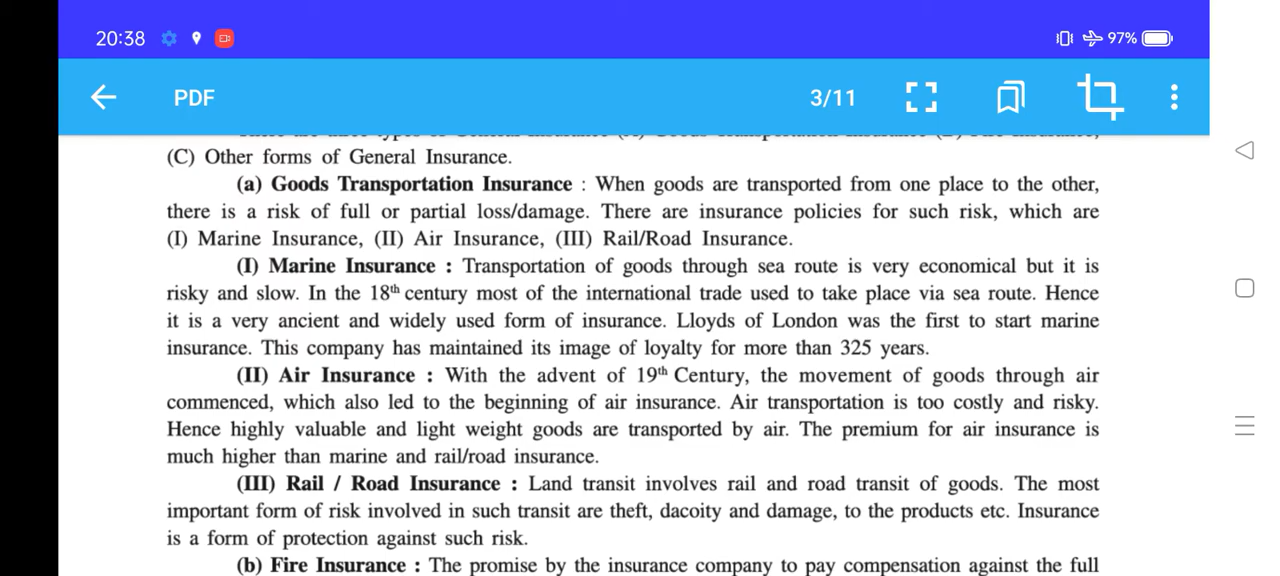 20:38 97%
PDF 3/11
(C) Other forms of General Insurance.
(a) Goods Transportation Insurance : When goods are transported from one place to the other,
there is a risk of full or partial loss/damage. There are insurance policies for such risk, which are
(I) Marine Insurance, (II) Air Insurance, (III) Rail/Road Insurance.
(I) Marine Insurance : Transportation of goods through sea route is very economical but it is
risky and slow. In the 18th century most of the international trade used to take place via sea route. Hence
it is a very ancient and widely used form of insurance. Lloyds of London was the first to start marine
insurance. This company has maintained its image of loyalty for more than 325 years.
(II) Air Insurance : With the advent of 19th Century, the movement of goods through air
commenced, which also led to the beginning of air insurance. Air transportation is too costly and risky.
Hence highly valuable and light weight goods are transported by air. The premium for air insurance is
much higher than marine and rail/road insurance.
(III) Rail / Road Insurance : Land transit involves rail and road transit of goods. The most
important form of risk involved in such transit are theft, dacoity and damage, to the products etc. Insurance
is a form of protection against such risk.
(b) Fire Insurance : The promise by the insurance company to pay compensation against the full